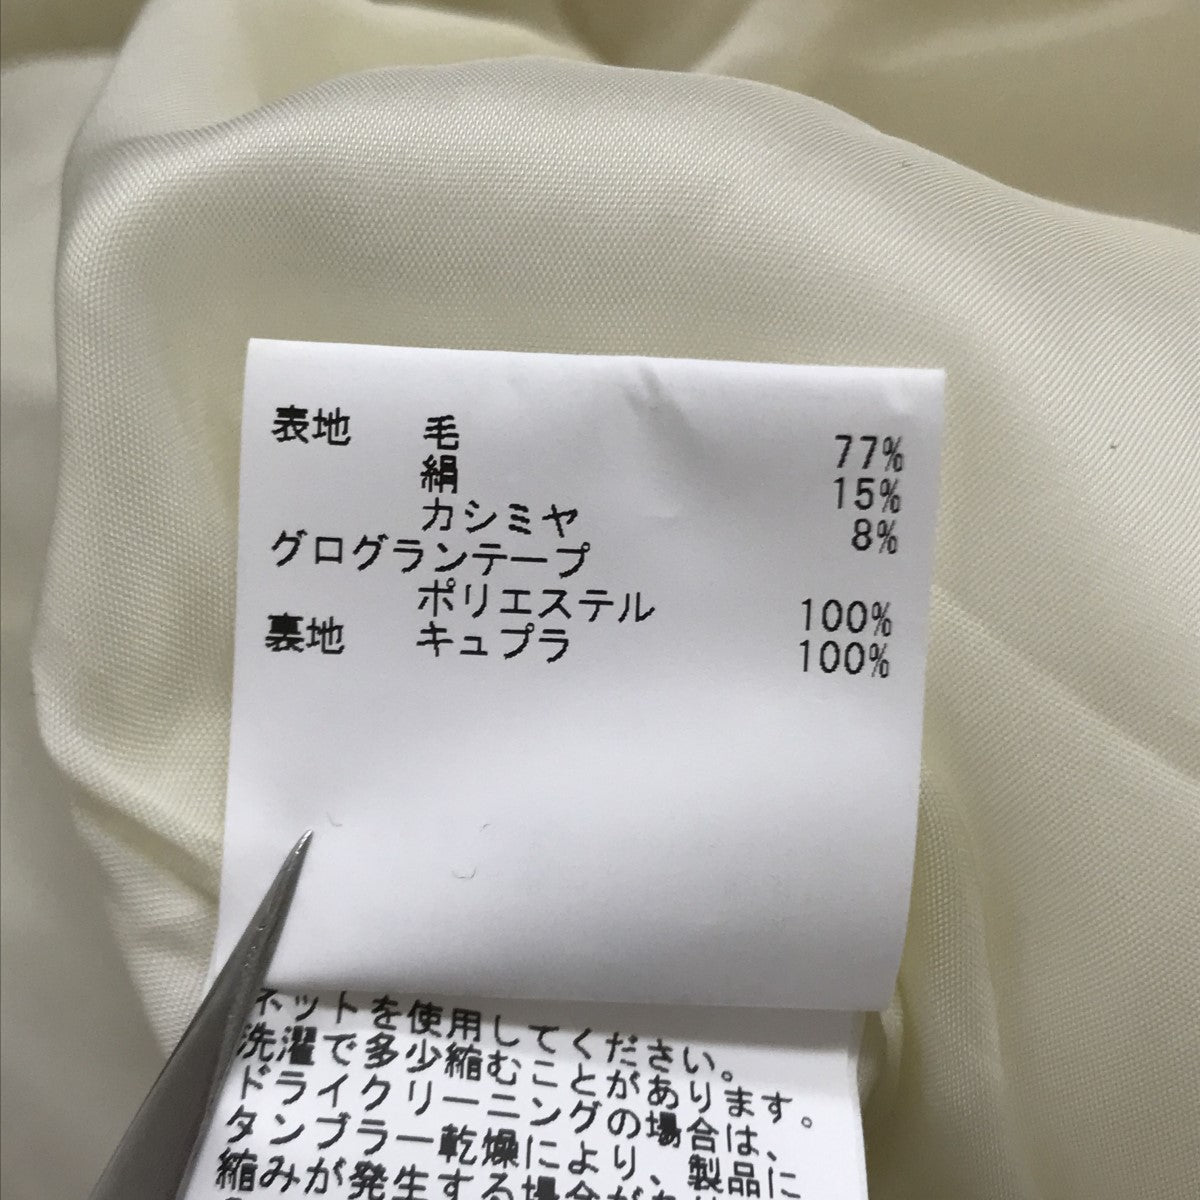 表地 毛 77%
絹 15%
カシミヤ 8%
グログランテープ
ポリエステル 100%
裏地 キュプラ 100%
ネットを使用してください。
洗濯で多少縮むことがあります。
ドライクリーニングの場合は、
タンブラー乾燥により、製品に
縮みが発生する場合が